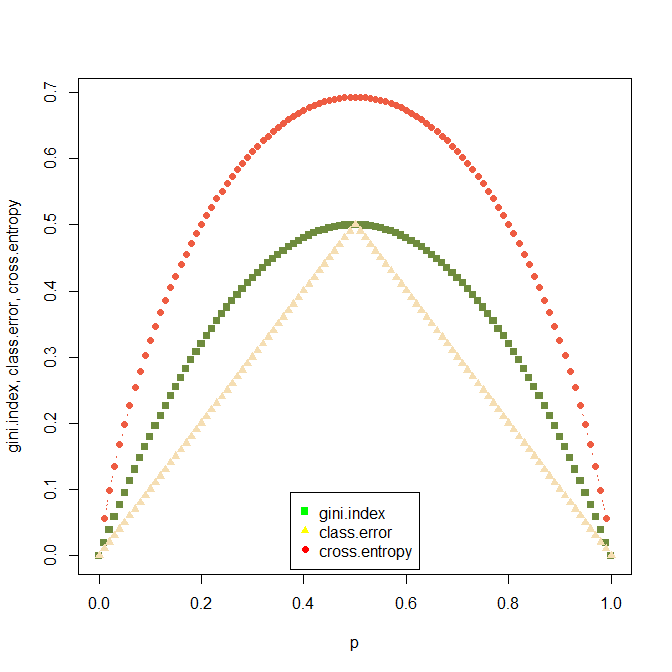 gini.index, class.error, cross.entropy
0.7
0.6
0.5
0.4
0.3
0.2
0.1
0.0
gini.index
class.error
cross.entropy
0.0 0.2 0.4 0.6 0.8 1.0
p